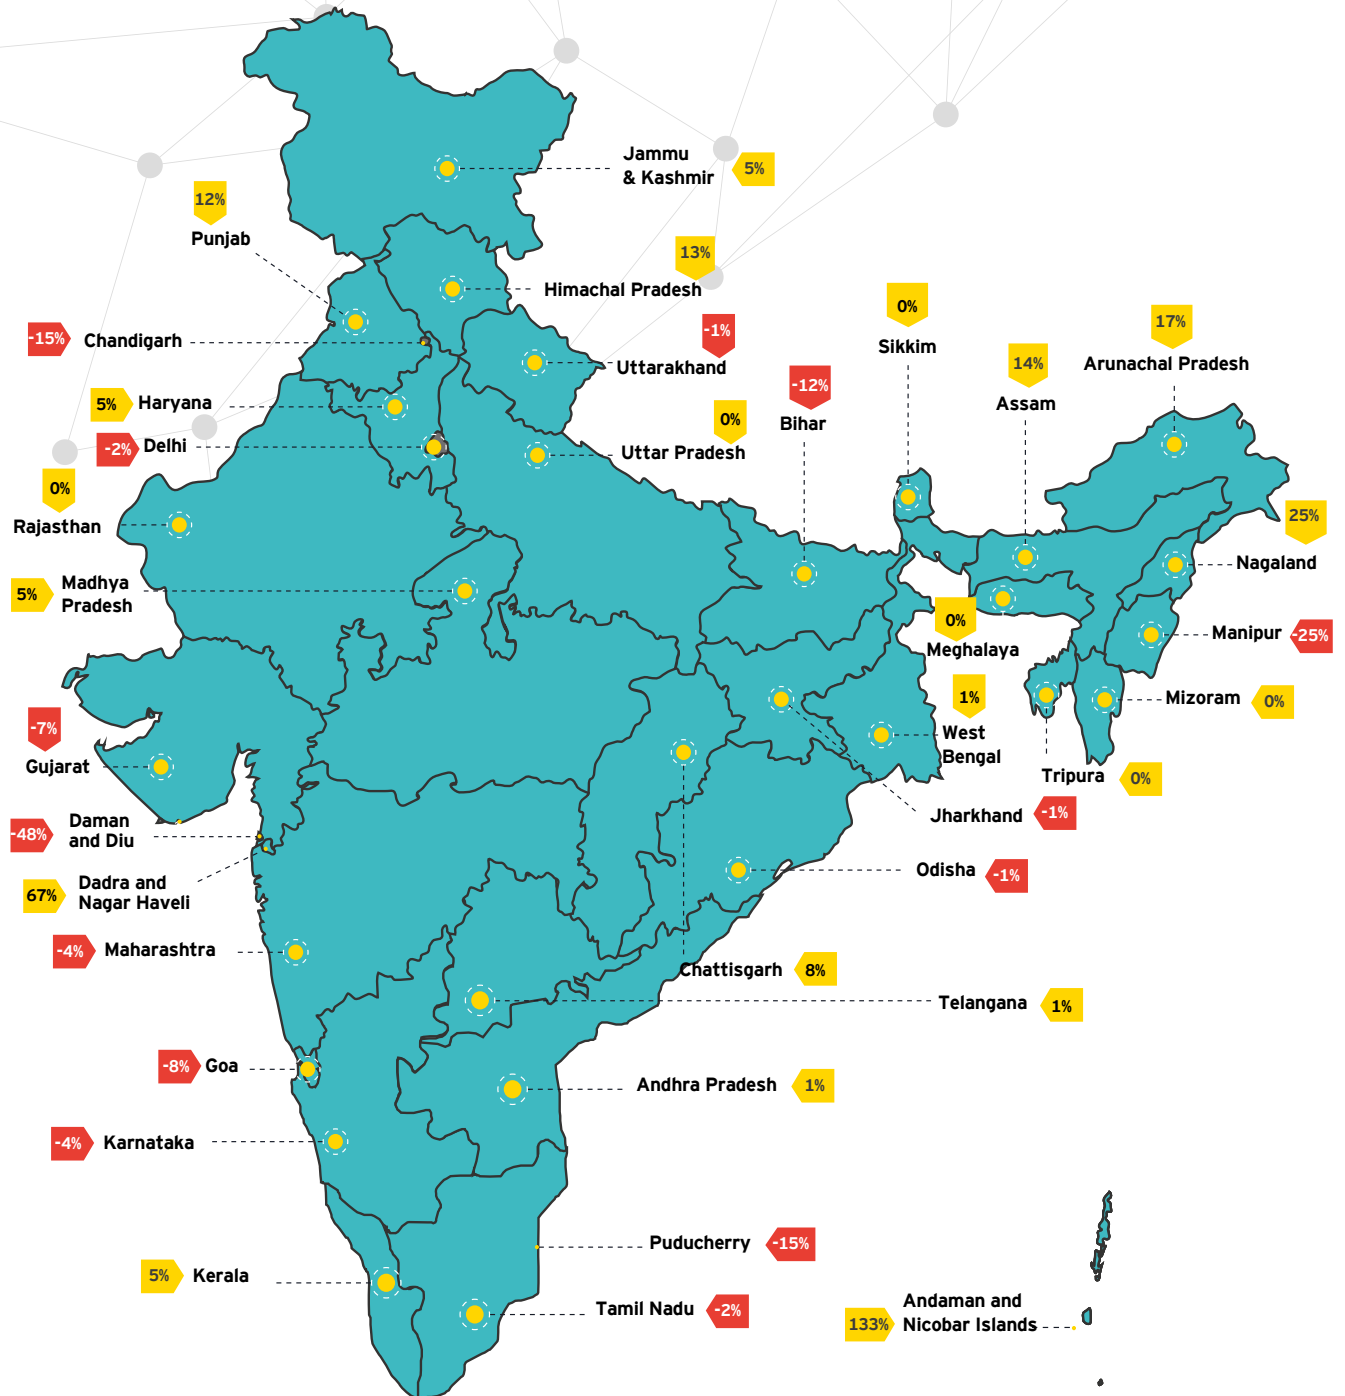 Jammu
& Kashmir
5%
12%
Punjab
13%
Himachal Pradesh
-15%
Chandigarh
-1%
Uttarakhand
0%
Sikkim
17%
Arunachal Pradesh
14%
Assam
-12%
Bihar
5%
Haryana
-2%
Delhi
0%
Uttar Pradesh
0%
Rajasthan
25%
Nagaland
5%
Madhya
Pradesh
0%
Meghalaya
Manipur
-25%
1%
West
Bengal
Mizoram
0%
-7%
Gujarat
Tripura
0%
-48%
Daman
and Diu
Jharkhand
-1%
67%
Dadra and
Nagar Haveli
Odisha
-1%
-4%
Maharashtra
Chattisgarh
8%
Telangana
1%
-8%
Goa
Andhra Pradesh
1%
-4%
Karnataka
Puducherry
-15%
5%
Kerala
Tamil Nadu
-2%
133%
Andaman and
Nicobar Islands